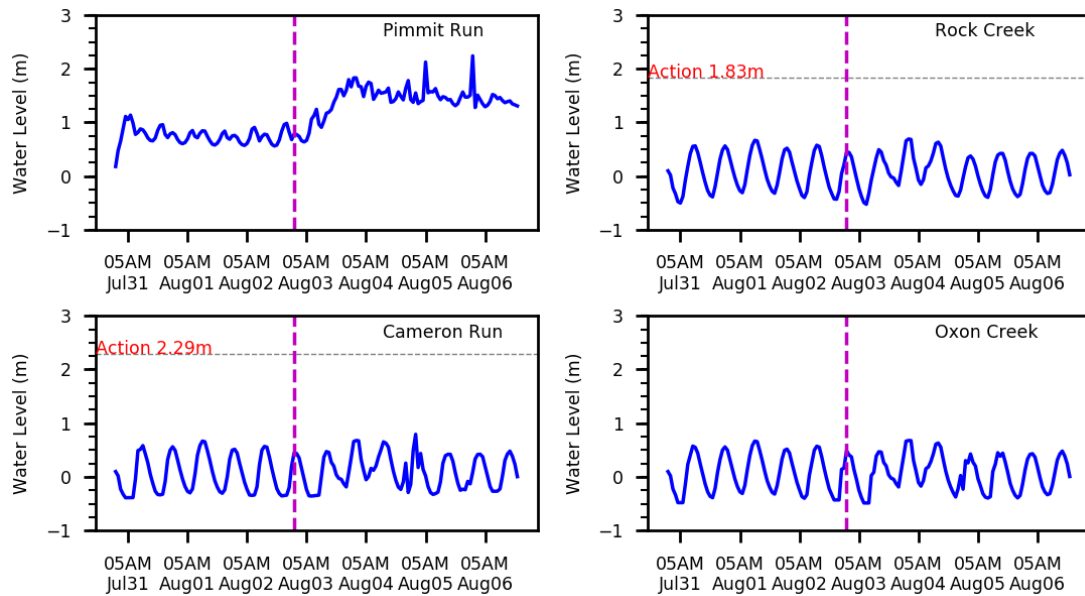 Pimmit Run
Water Level (m)
3
2
1
0
−1
05AM 05AM 05AM 05AM 05AM 05AM 05AM
Jul31 Aug01 Aug02 Aug03 Aug04 Aug05 Aug06
Rock Creek
Action 1.83m
Water Level (m)
3
2
1
0
−1
05AM 05AM 05AM 05AM 05AM 05AM 05AM
Jul31 Aug01 Aug02 Aug03 Aug04 Aug05 Aug06
Cameron Run
Action 2.29m
Water Level (m)
3
2
1
0
−1
05AM 05AM 05AM 05AM 05AM 05AM 05AM
Jul31 Aug01 Aug02 Aug03 Aug04 Aug05 Aug06
Oxon Creek
Water Level (m)
3
2
1
0
−1
05AM 05AM 05AM 05AM 05AM 05AM 05AM
Jul31 Aug01 Aug02 Aug03 Aug04 Aug05 Aug06